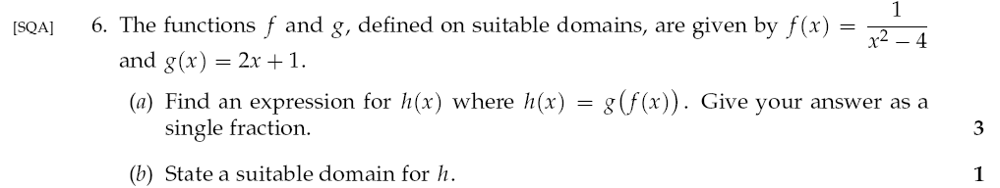 [SQA] 6. The functions f and g, defined on suitable domains, are given by f(x) = 1/(x² − 4)
and g(x) = 2x + 1.
(a) Find an expression for h(x) where h(x) = g(f(x)). Give your answer as a
single fraction. 3
(b) State a suitable domain for h. 1